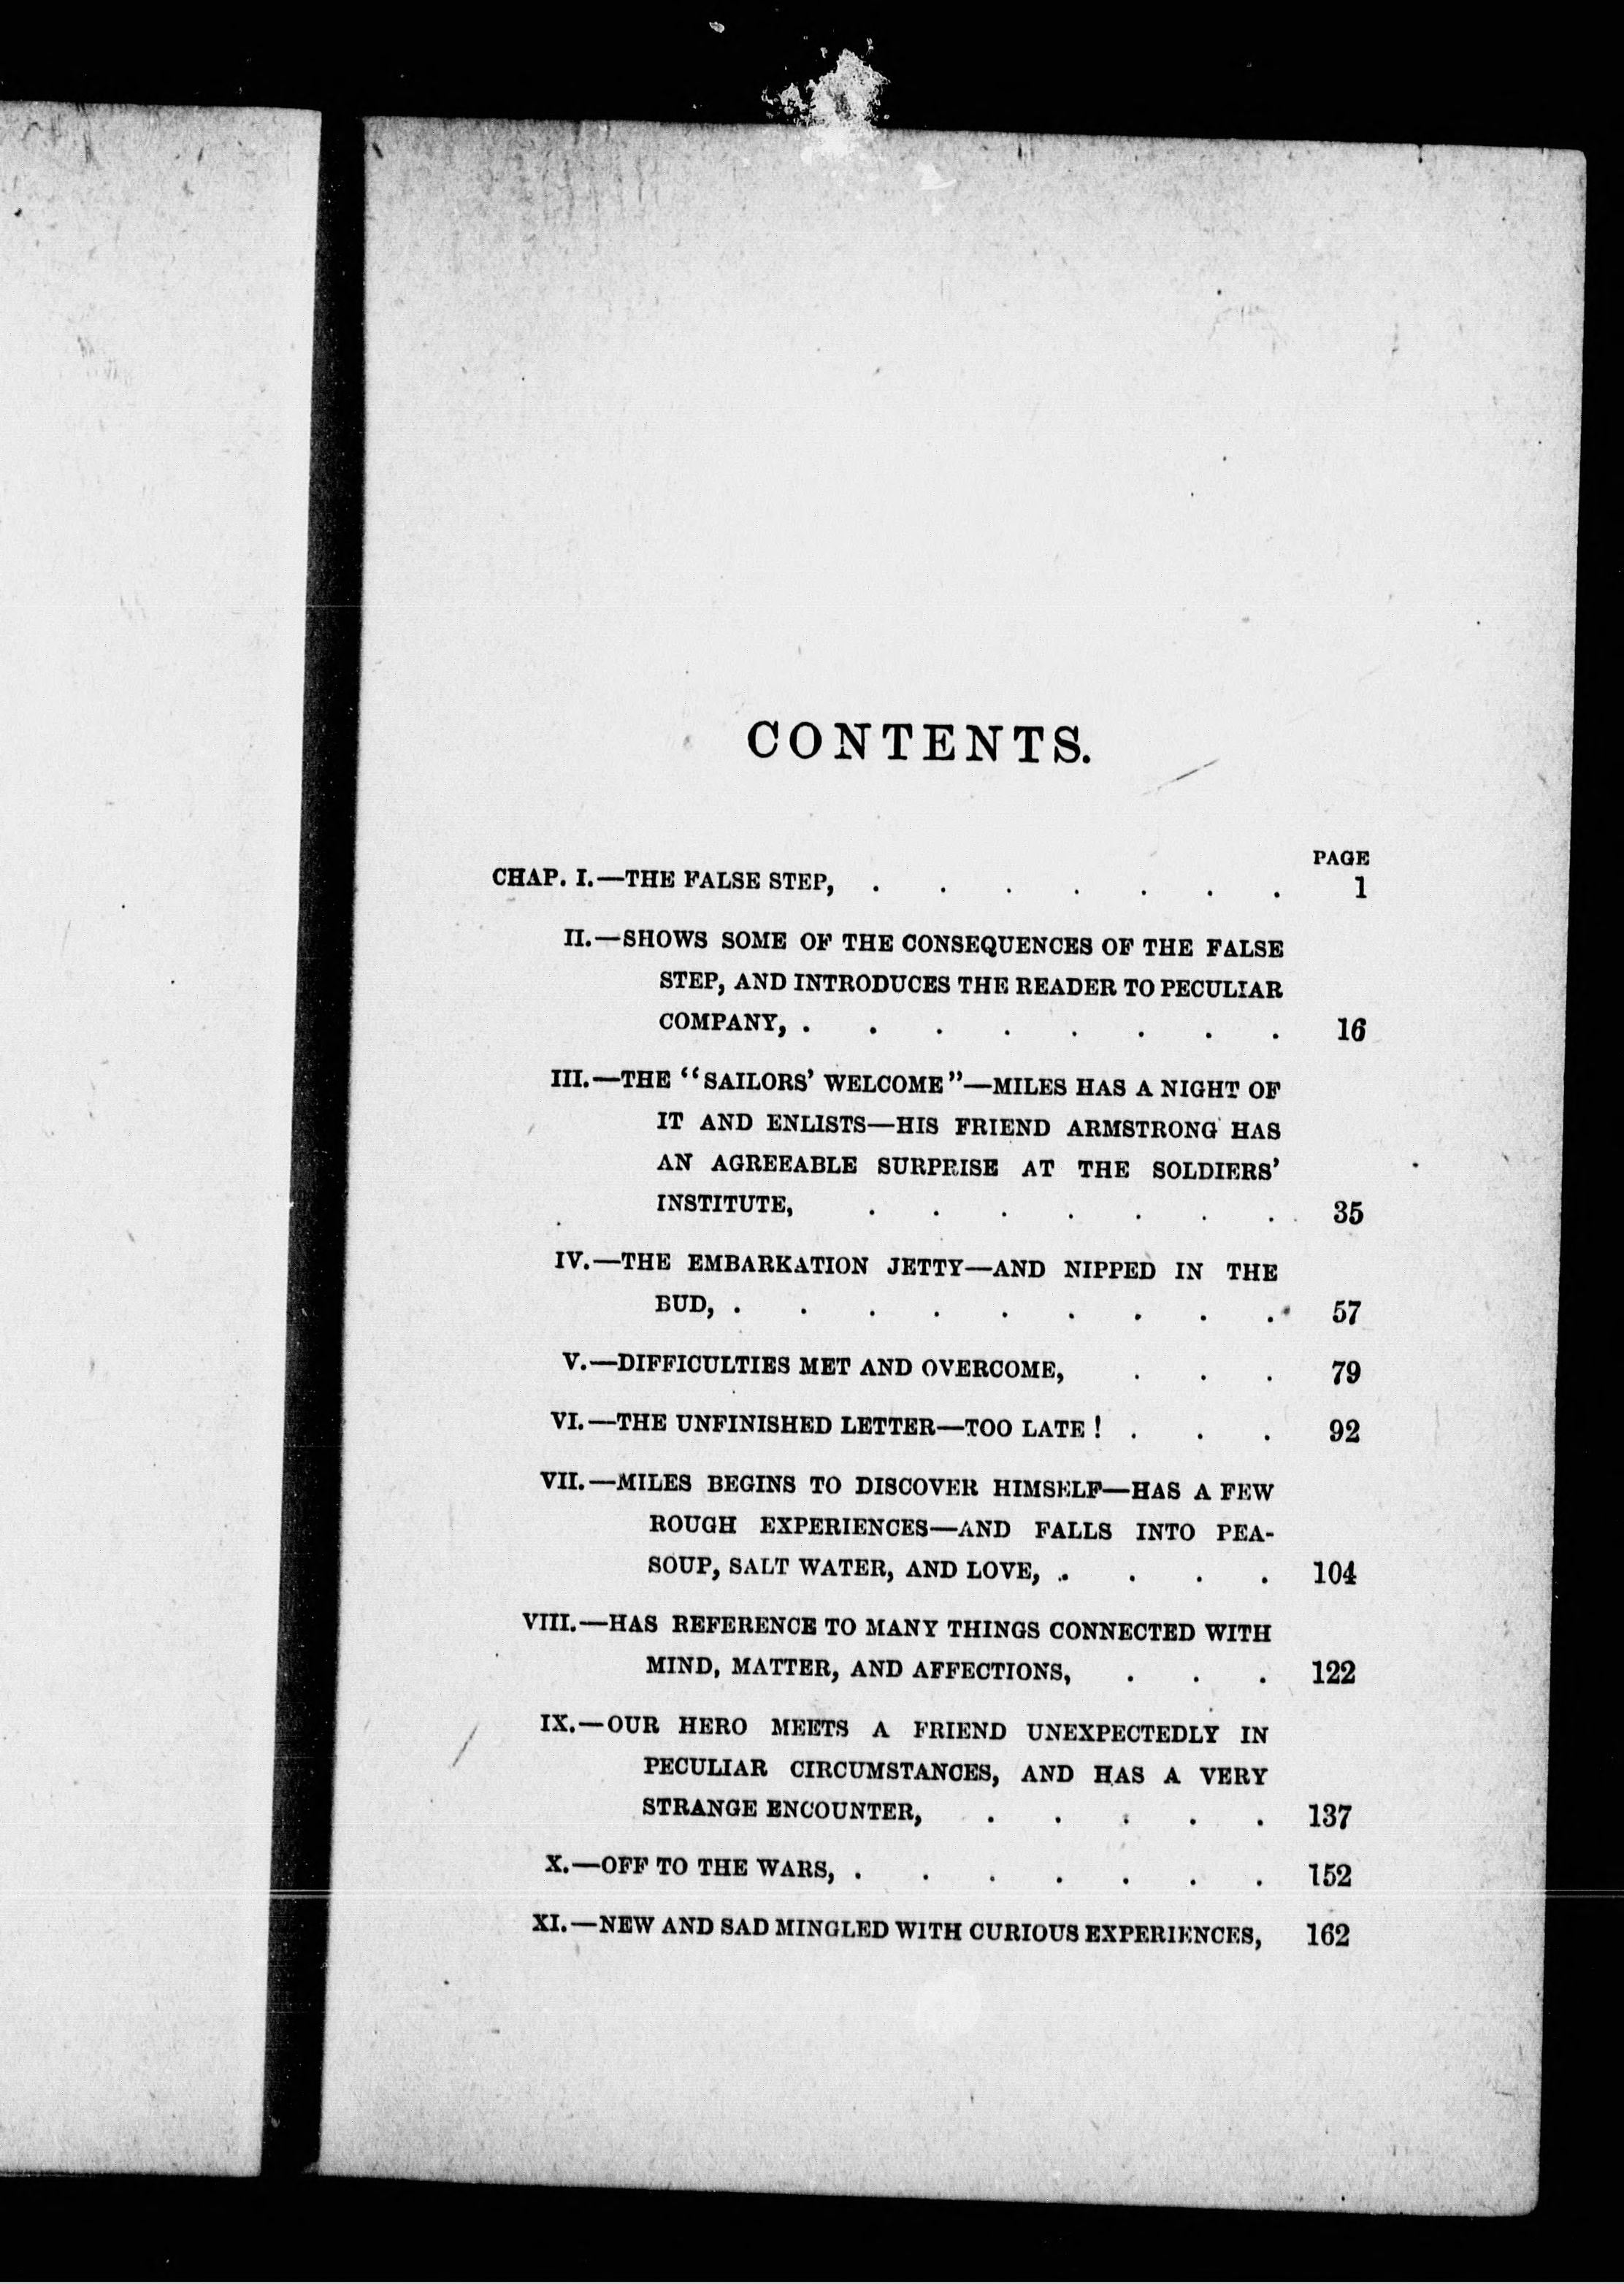 CONTENTS.
PAGE
CHAP. I.—THE FALSE STEP, . . . . . . . 1
II.—SHOWS SOME OF THE CONSEQUENCES OF THE FALSE
STEP, AND INTRODUCES THE READER TO PECULIAR
COMPANY, . . . . . . . . 16
III.—THE "SAILORS' WELCOME"—MILES HAS A NIGHT OF
IT AND ENLISTS—HIS FRIEND ARMSTRONG HAS
AN AGREEABLE SURPRISE AT THE SOLDIERS'
INSTITUTE, . . . . . . . 35
IV.—THE EMBARKATION JETTY—AND NIPPED IN THE
BUD, . . . . . . . . . 57
V.—DIFFICULTIES MET AND OVERCOME, . . . 79
VI.—THE UNFINISHED LETTER—TOO LATE! . . . 92
VII.—MILES BEGINS TO DISCOVER HIMSELF—HAS A FEW
ROUGH EXPERIENCES—AND FALLS INTO PEA-
SOUP, SALT WATER, AND LOVE, . . . . 104
VIII.—HAS REFERENCE TO MANY THINGS CONNECTED WITH
MIND, MATTER, AND AFFECTIONS, . . . 122
IX.—OUR HERO MEETS A FRIEND UNEXPECTEDLY IN
PECULIAR CIRCUMSTANCES, AND HAS A VERY
STRANGE ENCOUNTER, . . . . . 137
X.—OFF TO THE WARS, . . . . . . . 152
XI.—NEW AND SAD MINGLED WITH CURIOUS EXPERIENCES, 162